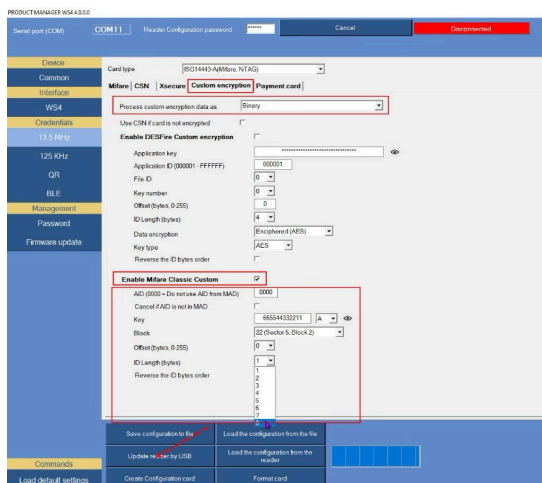 PRODUCT MANAGER WS4 4.0.0.0
Serial port (COM) COM11 Reader Configuration password ****** Cancel Disconnected
Device
Common
Interface
WS4
Credentials
13.5 MHz
125 KHz
QR
BLE
Management
Password
Firmware update
Commands
Load default settings
Card type ISO14443-A(Mifare, NTAG)
Mifare CSN Xsecure Custom encryption Payment card
Process custom encryption data as Binary
Use CSN if card is not encrypted
Enable DESFire Custom encryption
Application key ********************************
Application ID (000001 - FFFFFF) 000001
File ID 0
Key number 0
Offset (bytes, 0-255) 0
ID Length (bytes) 4
Data encryption Enciphered (AES)
Key type AES
Reverse the ID bytes order
Enable Mifare Classic Custom
AID (0000 = Do not use AID from MAD) 0000
Cancel if AID is not in MAD
Key 665544332211 A
Block 22 (Sector 5, Block 2)
Offset (bytes, 0-255) 0
ID Length (bytes) 1
Reverse the ID bytes order
1
2
3
4
5
6
7
8
Save configuration to file Load the configuration from the file
Update reader by USB Load the configuration from the reader
Create Configuration card Format card